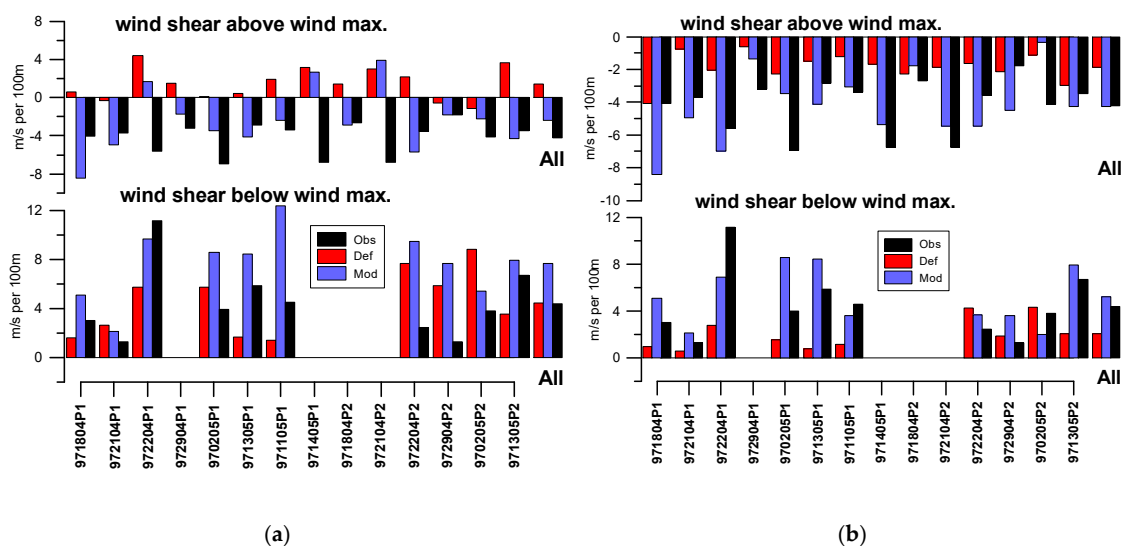 wind shear above wind max.
8
4
0
-4
-8
m/s per 100m
All
wind shear below wind max.
12
8
4
0
m/s per 100m
Obs
Def
Mod
All
971804P1
972104P1
972204P1
972904P1
970205P1
971305P1
971105P1
971405P1
971804P2
972104P2
972204P2
972904P2
970205P2
971305P2
(a)
wind shear above wind max.
0
-2
-4
-6
-8
-10
m/s per 100m
All
wind shear below wind max.
12
8
4
0
m/s per 100m
Obs
Def
Mod
All
971804P1
972104P1
972204P1
972904P1
970205P1
971305P1
971105P1
971405P1
971804P2
972104P2
972204P2
972904P2
970205P2
971305P2
(b)